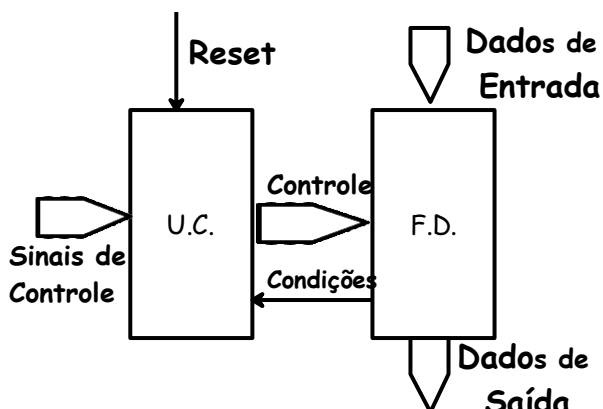 Reset
Dados de
Entrada
Controle
U.C.
F.D.
Sinais de
Controle
Condições
Dados de
Saída